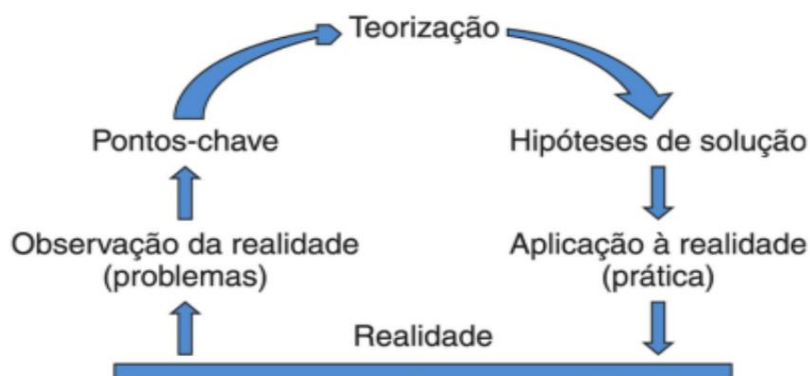 Teorização
Pontos-chave
Hipóteses de solução
Observação da realidade
(problemas)
Aplicação à realidade
(prática)
Realidade